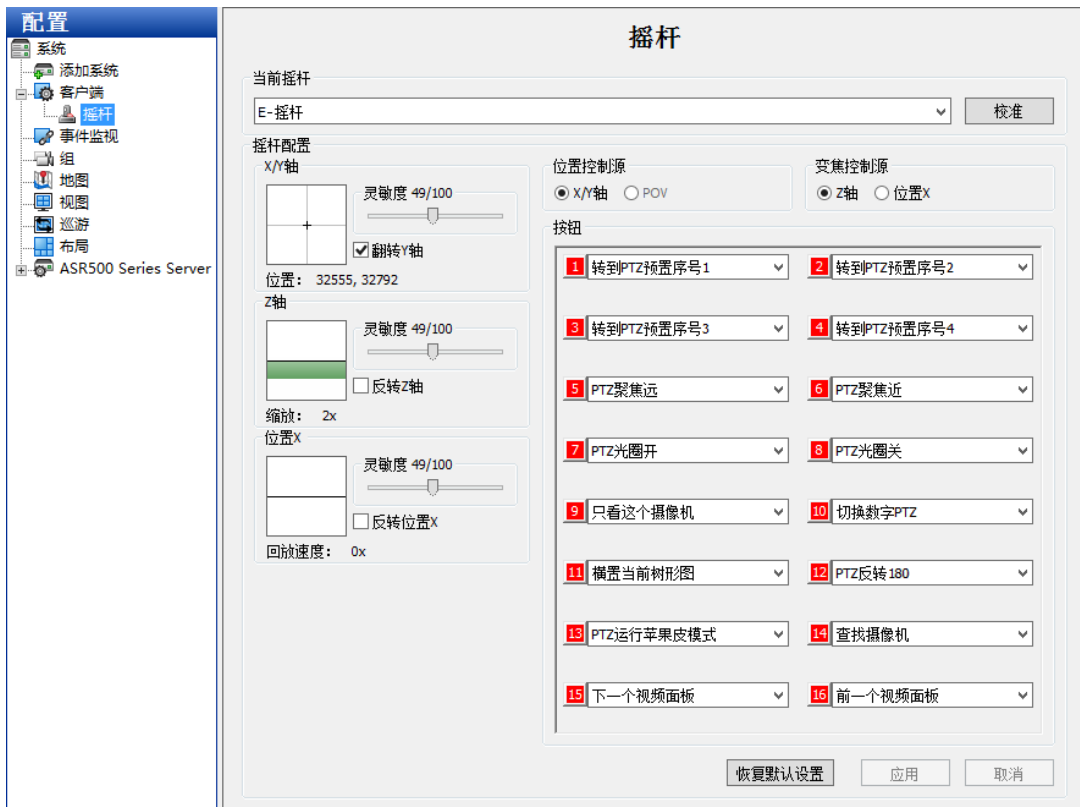 配置
系统
添加系统
客户端
摇杆
事件监视
组
地图
视图
巡游
布局
ASR500 Series Server
摇杆
当前摇杆
E-摇杆
校准
摇杆配置
X/Y轴
灵敏度 49/100
翻转Y轴
位置: 32555, 32792
Z轴
灵敏度 49/100
反转Z轴
缩放: 2x
位置X
灵敏度 49/100
反转位置X
回放速度: 0x
位置控制源
X/Y轴 POV
变焦控制源
Z轴 位置X
按钮
1 转到PTZ预置序号1 2 转到PTZ预置序号2
3 转到PTZ预置序号3 4 转到PTZ预置序号4
5 PTZ聚焦远 6 PTZ聚焦近
7 PTZ光圈开 8 PTZ光圈关
9 只看这个摄像机 10 切换数字PTZ
11 横置当前树形图 12 PTZ反转180
13 PTZ运行苹果皮模式 14 查找摄像机
15 下一个视频面板 16 前一个视频面板
恢复默认设置 应用 取消